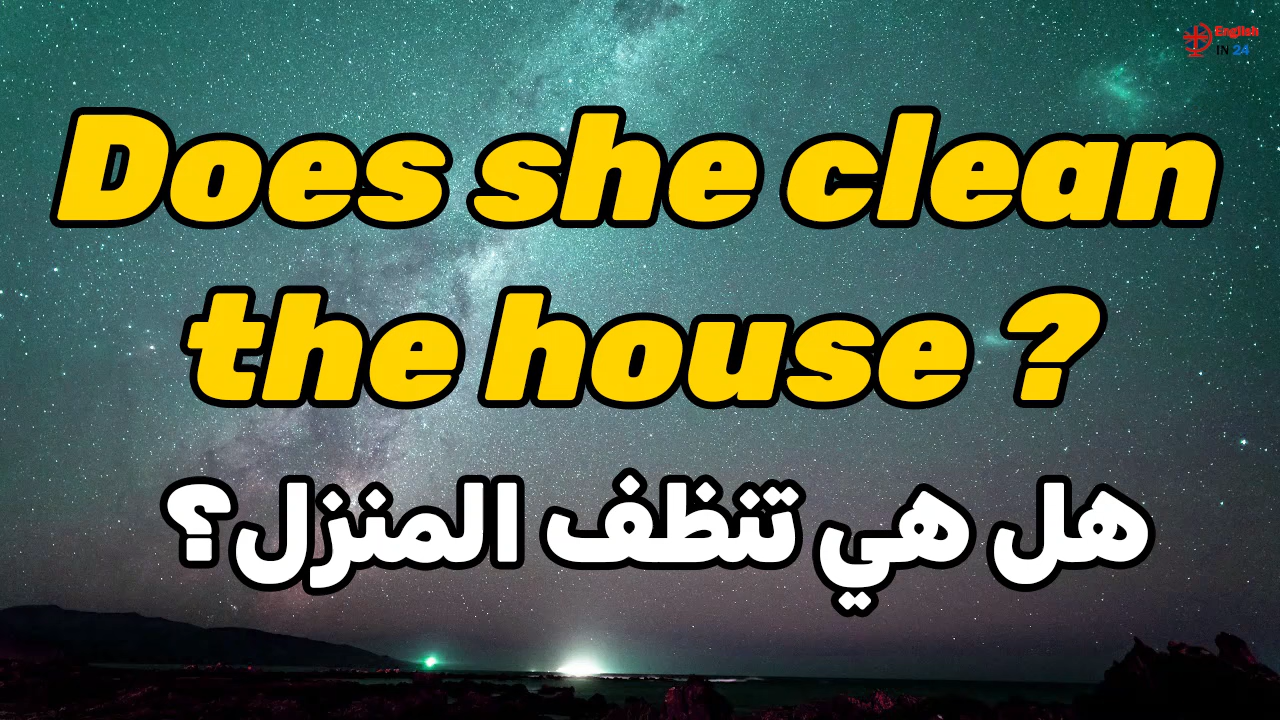 English
IN 24
Does she clean
the house ?
هل هي تنظف المنزل؟